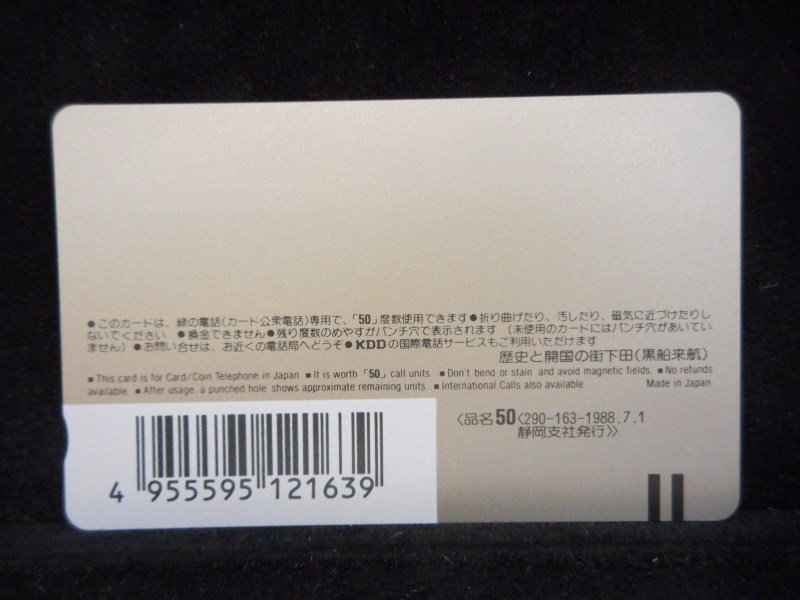 ●このカードは、緑の電話(カード公衆電話)専用で、「50」度数使用できます●折り曲げたり、汚したり、磁気に近づけたりし
ないでください ●換金できません●残り度数のめやすがパンチ穴で表示されます (未使用のカードにはパンチ穴があいてい
ません)●お問い合せは、お近くの電話局へどうぞ●KDDの国際電話サービスもご利用いただけます
歴史と開国の街下田(黒船来航)
■This card is for Card/Coin Telephone in Japan. ■It is worth「50」call units. ■Don't bend or stain and avoid magnetic fields. ■No refunds
available. ■After usage, a punched hole shows approximate remaining units. ■International Calls also available. Made in Japan
〈品名50〈290-163-1988.7.1
静岡支社発行〉〉
4 955595 121639